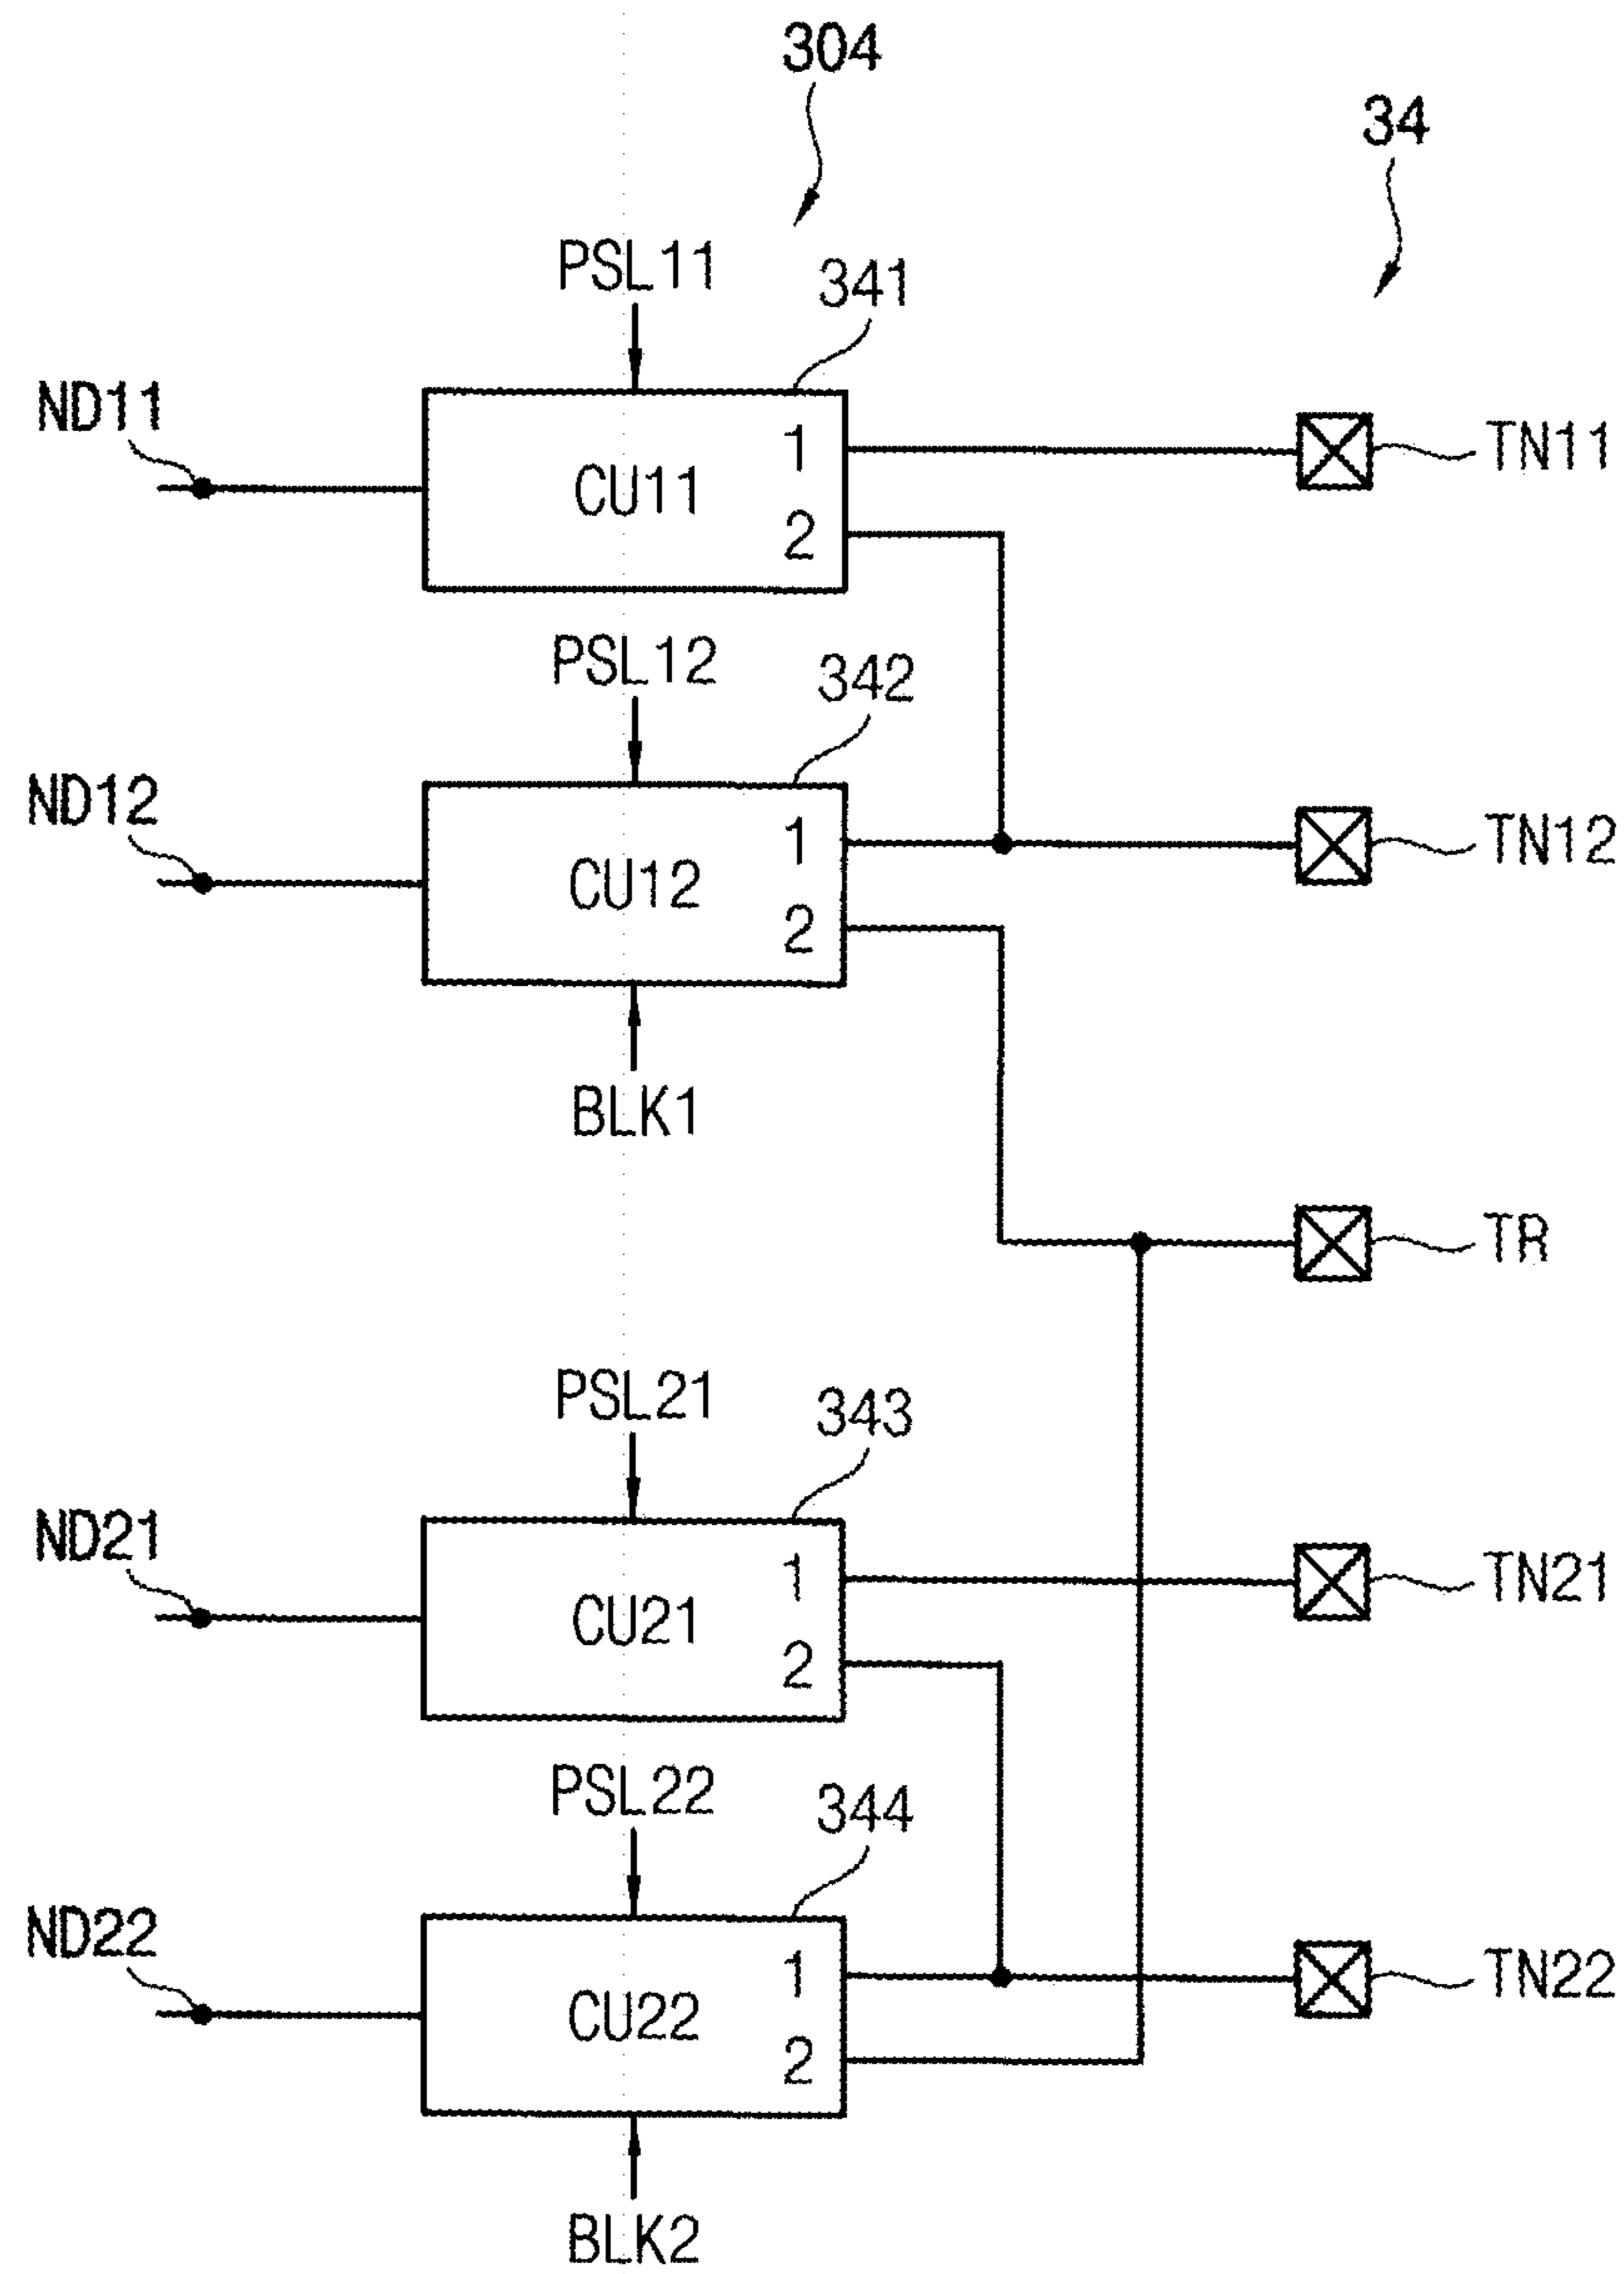 304
34
PSL11
341
ND11
CU11
1
2
TN11
PSL12
342
ND12
CU12
1
2
TN12
BLK1
TR
PSL21
343
ND21
CU21
1
2
TN21
PSL22
344
ND22
CU22
1
2
TN22
BLK2